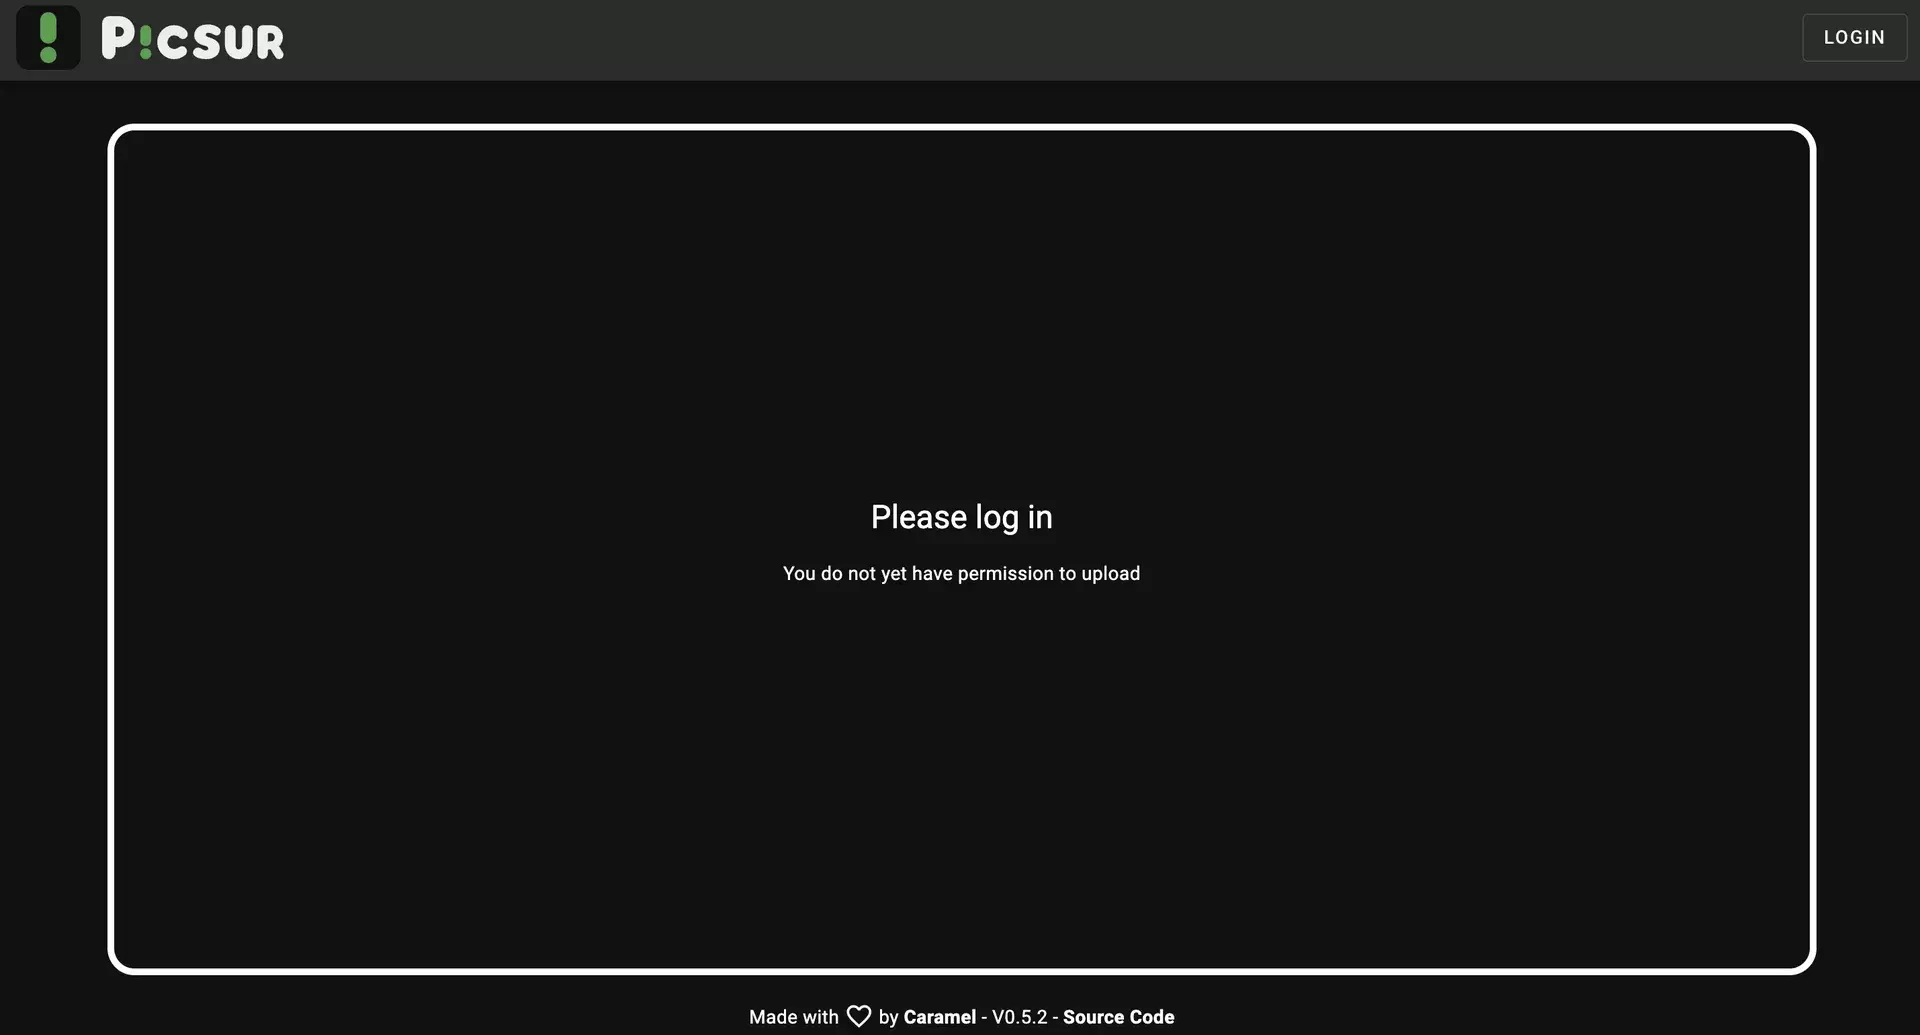 P!CSUR
LOGIN
Please log in
You do not yet have permission to upload
Made with ♡ by Caramel - V0.5.2 - Source Code